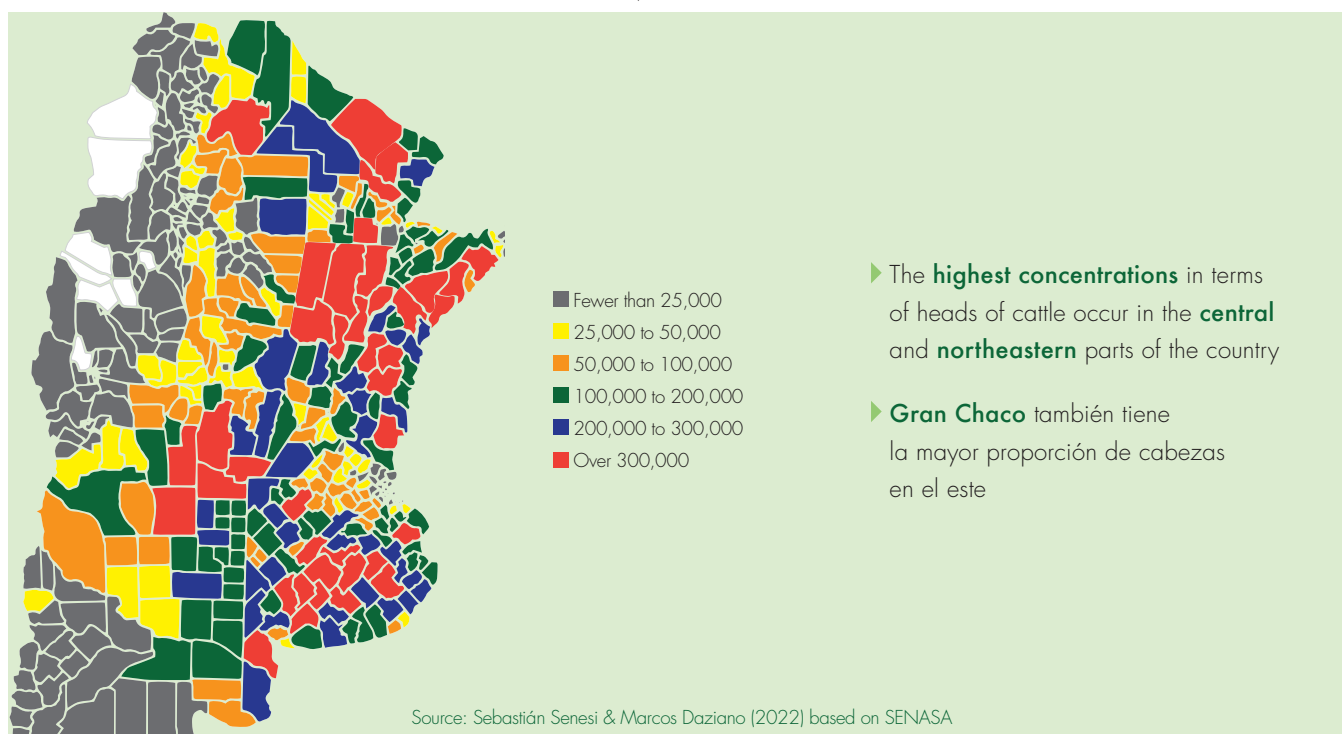 Fewer than 25,000
25,000 to 50,000
50,000 to 100,000
100,000 to 200,000
200,000 to 300,000
Over 300,000
The highest concentrations in terms
of heads of cattle occur in the central
and northeastern parts of the country
Gran Chaco también tiene
la mayor proporción de cabezas
en el este
Source: Sebastián Senesi & Marcos Daziano (2022) based on SENASA